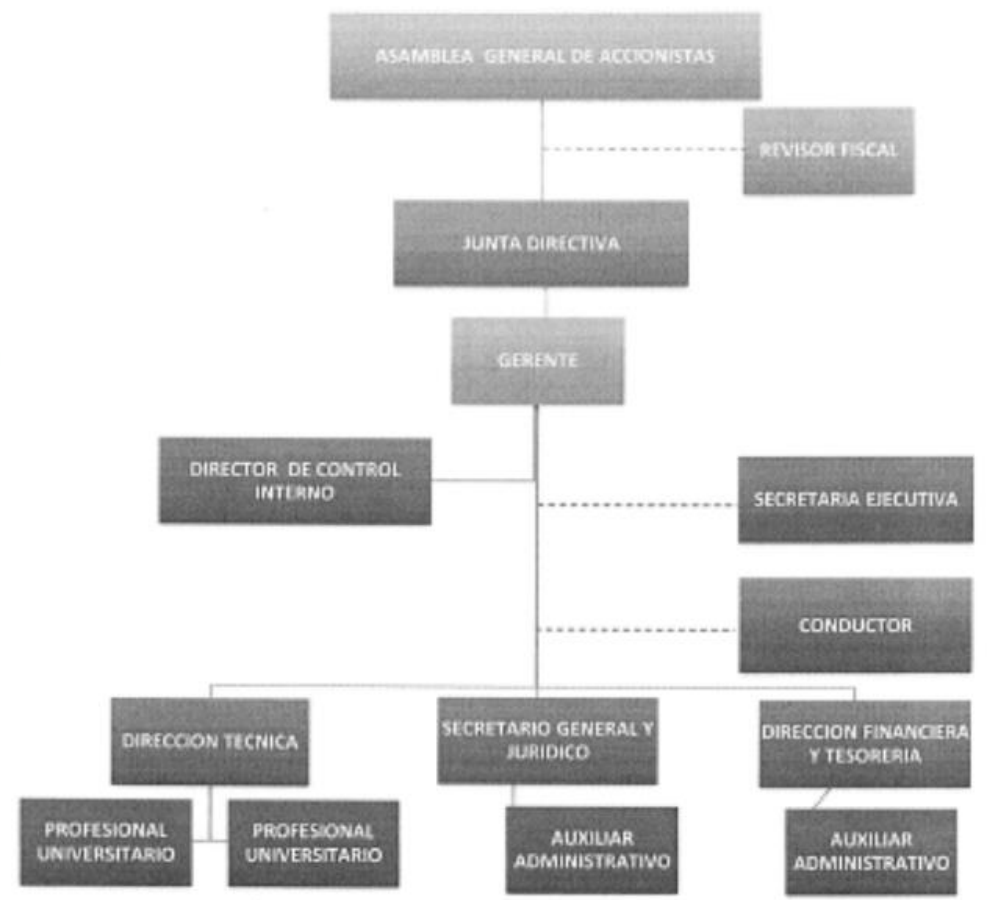 ASAMBLEA GENERAL DE ACCIONISTAS
REVISOR FISCAL
JUNTA DIRECTIVA
GERENTE
DIRECTOR DE CONTROL
INTERNO
SECRETARIA EJECUTIVA
CONDUCTOR
DIRECCION TECNICA
SECRETARIO GENERAL Y
JURIDICO
DIRECCION FINANCIERA
Y TESORERIA
PROFESIONAL
UNIVERSITARIO
PROFESIONAL
UNIVERSITARIO
AUXILIAR
ADMINISTRATIVO
AUXILIAR
ADMINISTRATIVO